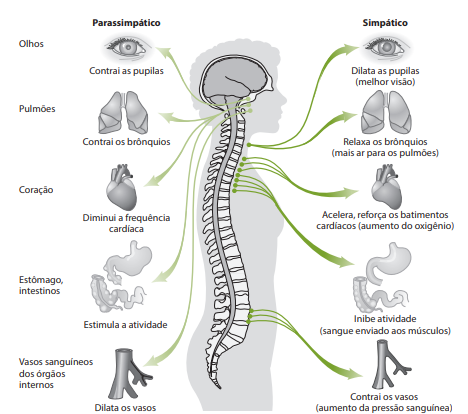 Parassimpático
Simpático
Olhos
Contrai as pupilas
Dilata as pupilas
(melhor visão)
Pulmões
Contrai os brônquios
Relaxa os brônquios
(mais ar para os pulmões)
Coração
Diminui a frequência
cardíaca
Acelera, reforça os batimentos
cardíacos (aumento do oxigênio)
Estômago,
intestinos
Estimula a atividade
Inibe atividade
(sangue enviado aos músculos)
Vasos sanguíneos
dos órgãos
internos
Dilata os vasos
Contrai os vasos
(aumento da pressão sanguínea)